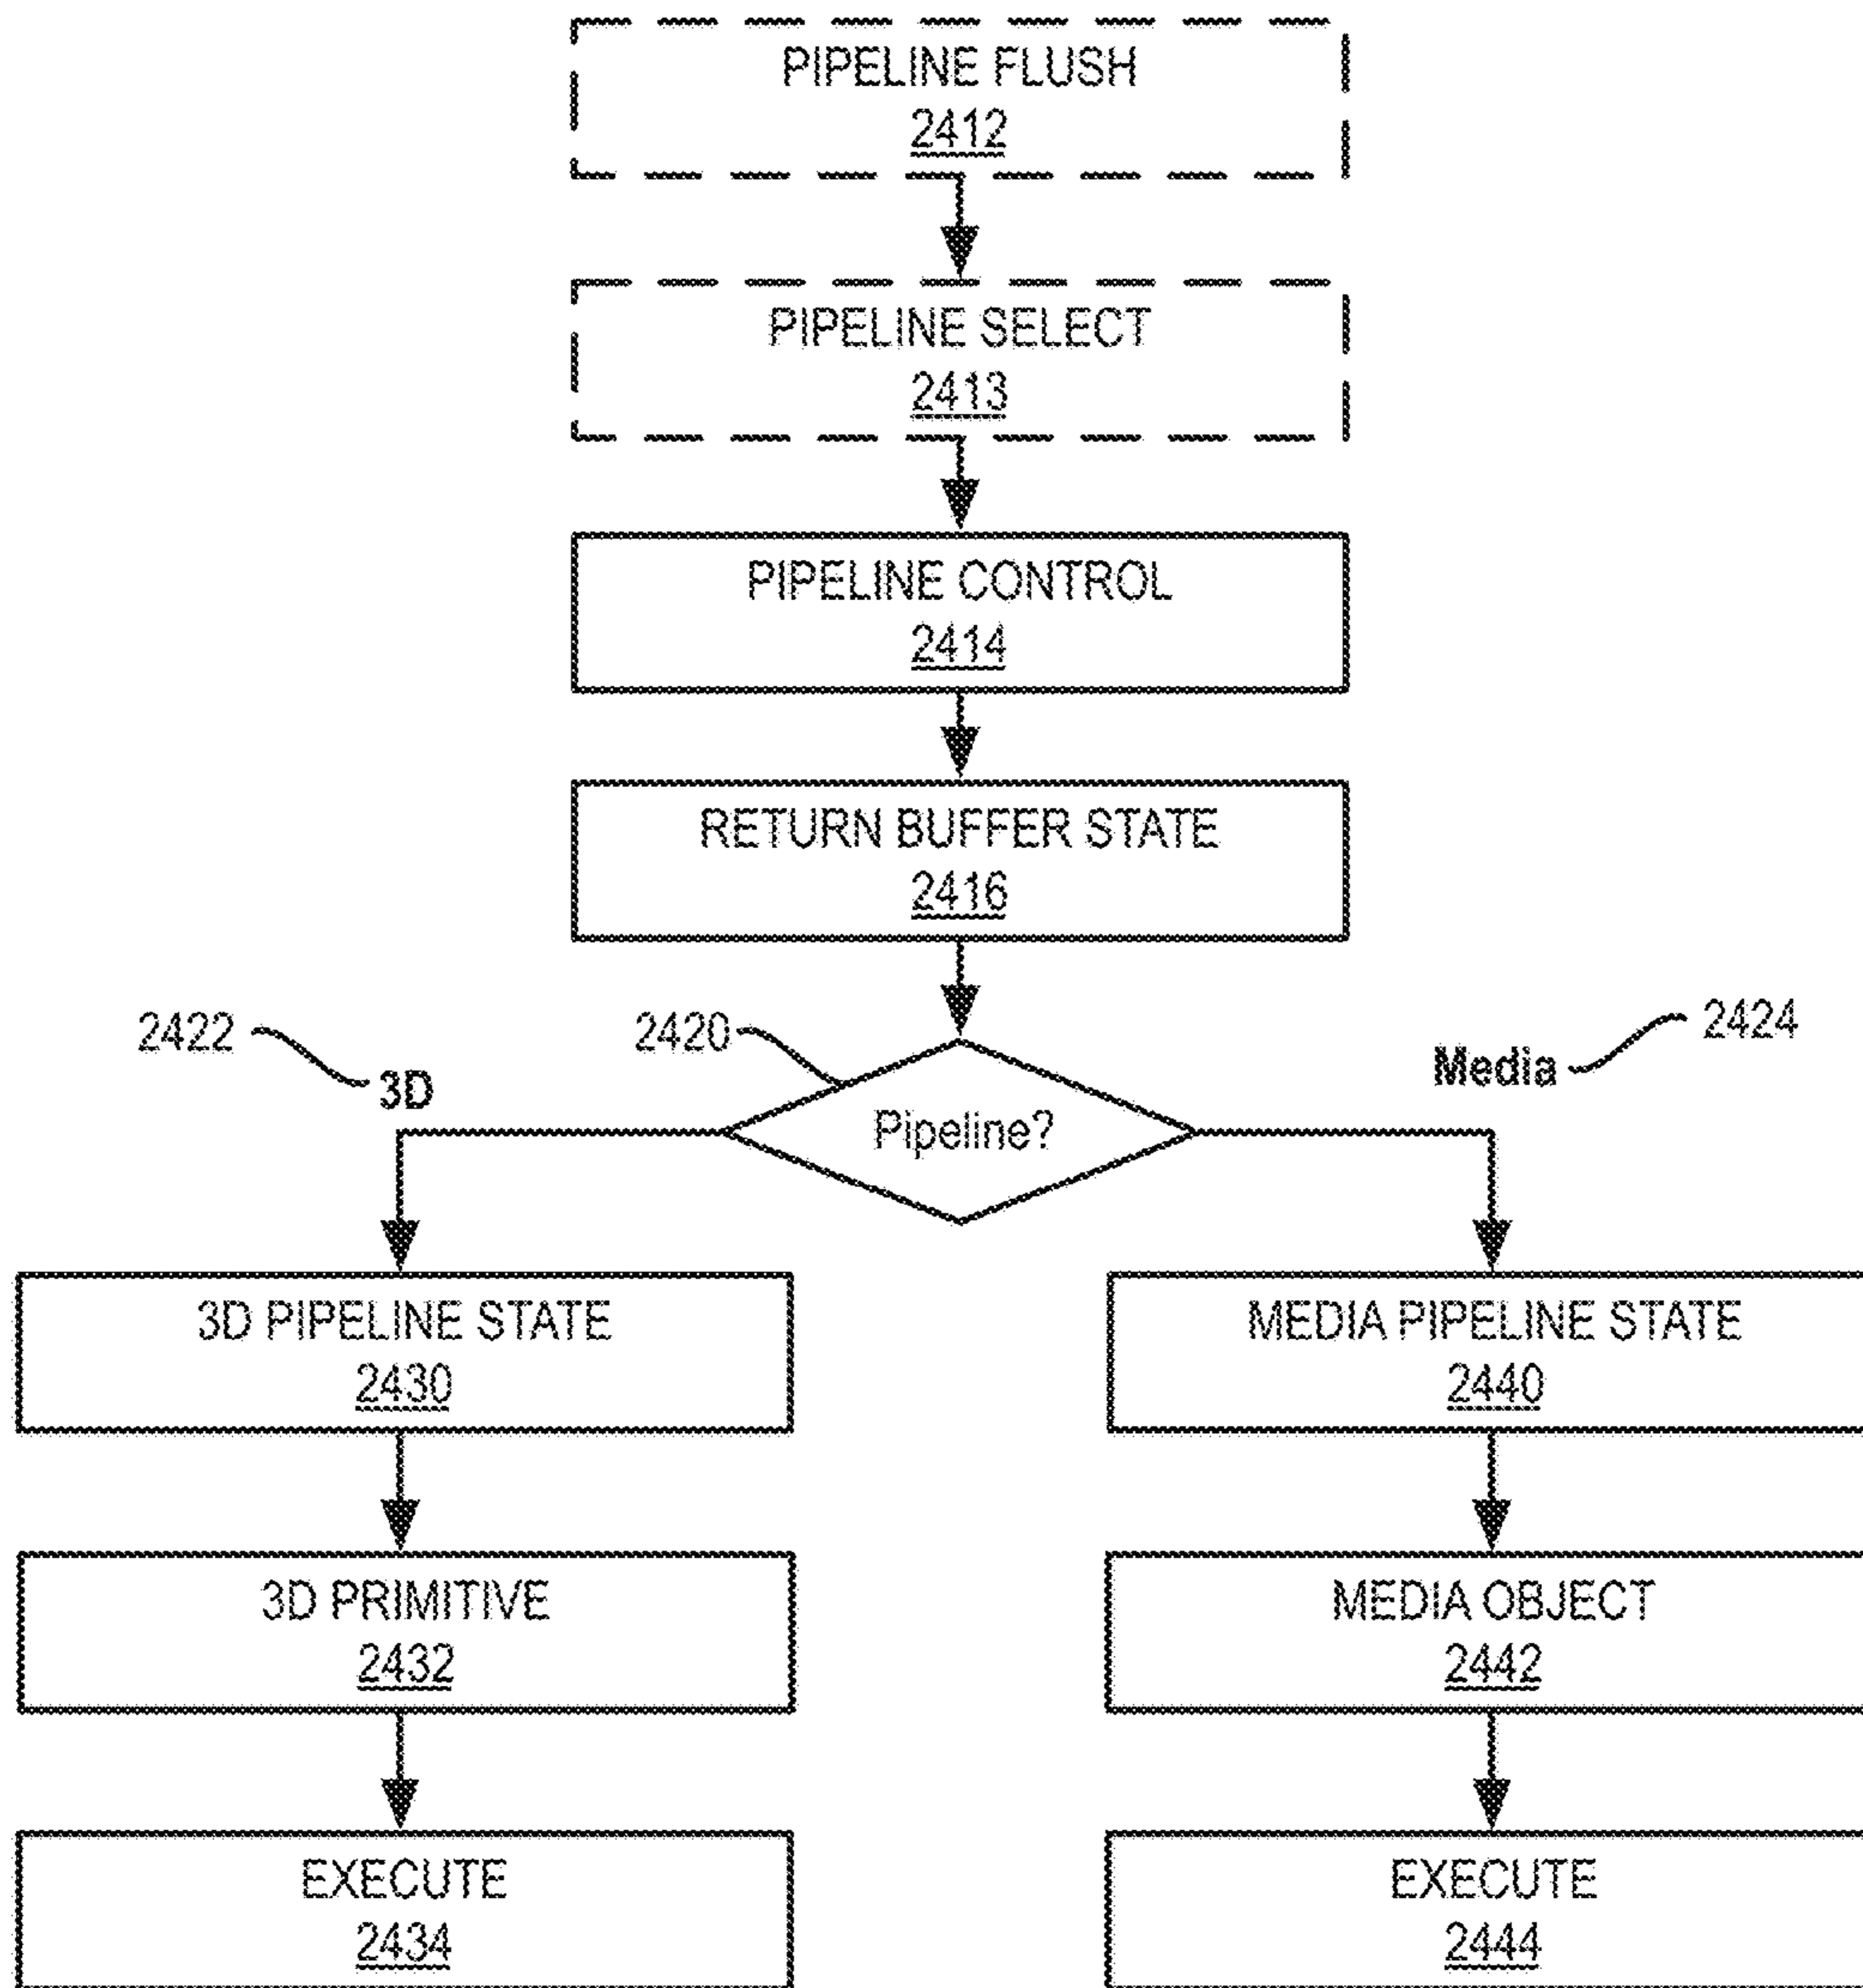 PIPELINE FLUSH
2412
PIPELINE SELECT
2413
PIPELINE CONTROL
2414
RETURN BUFFER STATE
2416
2422
3D
2420
Pipeline?
Media
2424
3D PIPELINE STATE
2430
MEDIA PIPELINE STATE
2440
3D PRIMITIVE
2432
MEDIA OBJECT
2442
EXECUTE
2434
EXECUTE
2444